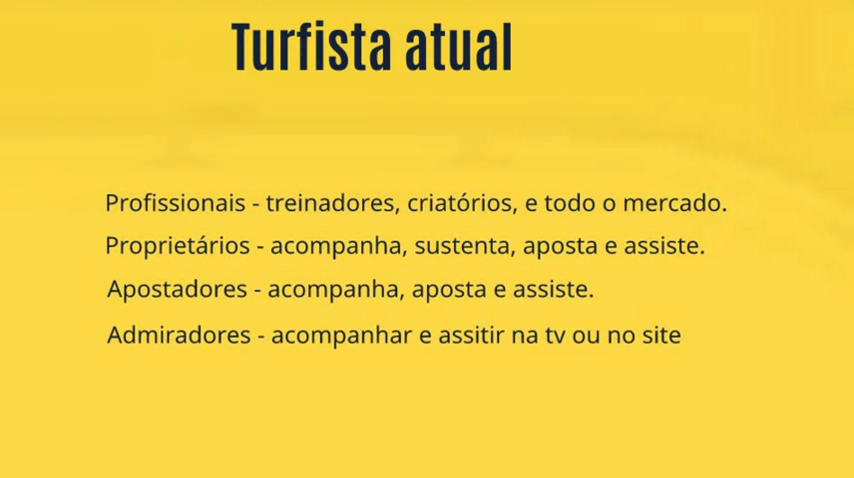 Turfista atual
Profissionais - treinadores, criatórios, e todo o mercado.
Proprietários - acompanha, sustenta, aposta e assiste.
Apostadores - acompanha, aposta e assiste.
Admiradores - acompanhar e assitir na tv ou no site